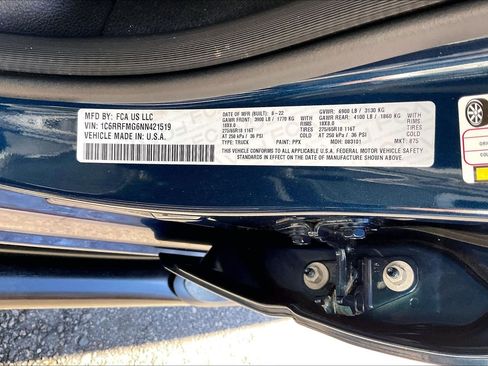 MFD. BY: FCA US LLC
VIN: 1C6RRFMG6NN421519
VEHICLE MADE IN: U.S.A.
DATE OF MFR (BUILT): 6-22 GVWR: 6900 LB / 3130 KG
GAWR FRONT: 3900 LB / 1770 KG WITH GAWR REAR: 4100 LB / 1860 KG WITH
18X8.0 RIMS 18X8.0 RIMS
275/65R18 116T TIRES 275/65R18 116T TIRES
AT 250 kPa / 36 PSI COLD AT 250 kPa / 36 PSI COLD
TYPE: TRUCK PAINT: PPX MDH: 063101 MKT: 875
THIS VEHICLE CONFORMS TO ALL APPLICABLE U.S.A. FEDERAL MOTOR VEHICLE SAFETY
STANDARDS IN EFFECT ON THE DATE OF MANUFACTURE SHOWN ABOVE.